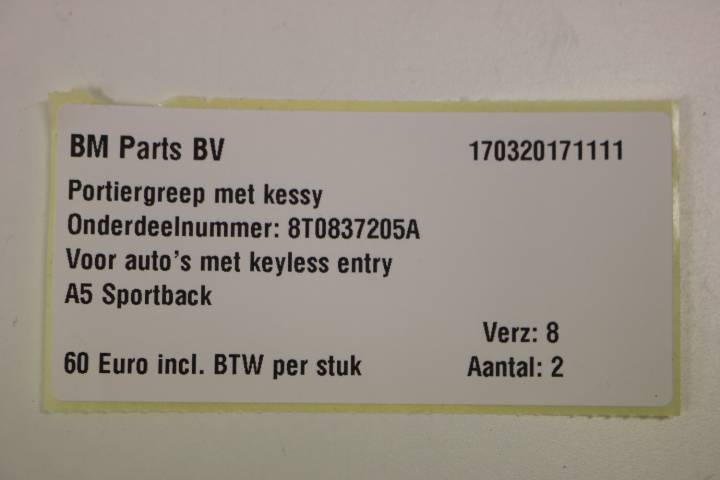 BM Parts BV 170320171111
Portiergreep met kessy
Onderdeelnummer: 8T0837205A
Voor auto's met keyless entry
A5 Sportback
Verz: 8
60 Euro incl. BTW per stuk Aantal: 2